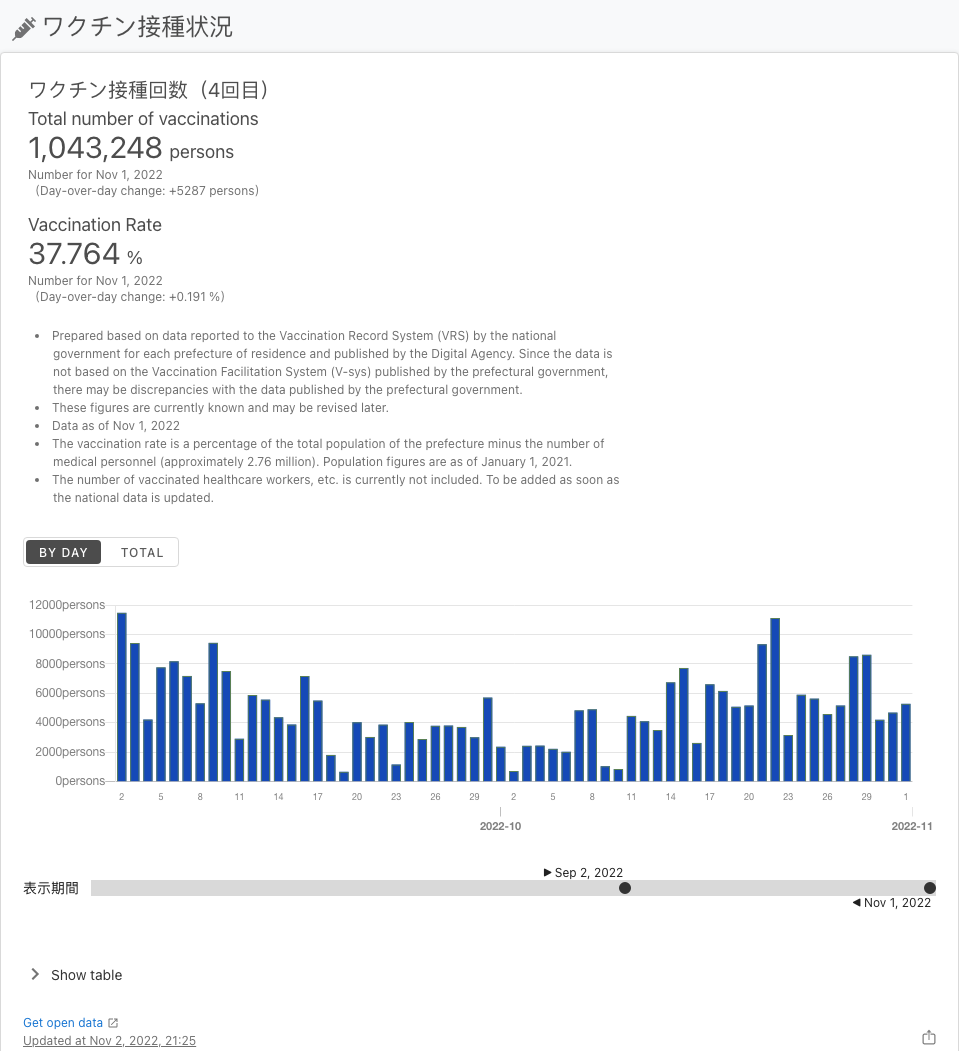 ワクチン接種状況
ワクチン接種回数（4回目）
Total number of vaccinations
1,043,248 persons
Number for Nov 1, 2022
（Day-over-day change: +5287 persons）
Vaccination Rate
37.764 %
Number for Nov 1, 2022
（Day-over-day change: +0.191 %）
• Prepared based on data reported to the Vaccination Record System (VRS) by the national
government for each prefecture of residence and published by the Digital Agency. Since the data is
not based on the Vaccination Facilitation System (V-sys) published by the prefectural government,
there may be discrepancies with the data published by the prefectural government.
• These figures are currently known and may be revised later.
• Data as of Nov 1, 2022
• The vaccination rate is a percentage of the total population of the prefecture minus the number of
medical personnel (approximately 2.76 million). Population figures are as of January 1, 2021.
• The number of vaccinated healthcare workers, etc. is currently not included. To be added as soon as
the national data is updated.
BY DAY TOTAL
12000persons
10000persons
8000persons
6000persons
4000persons
2000persons
0persons
2 5 8 11 14 17 20 23 26 29 2 5 8 11 14 17 20 23 26 29 1
2022-10 2022-11
Sep 2, 2022
表示期間
Nov 1, 2022
Show table
Get open data
Updated at Nov 2, 2022, 21:25